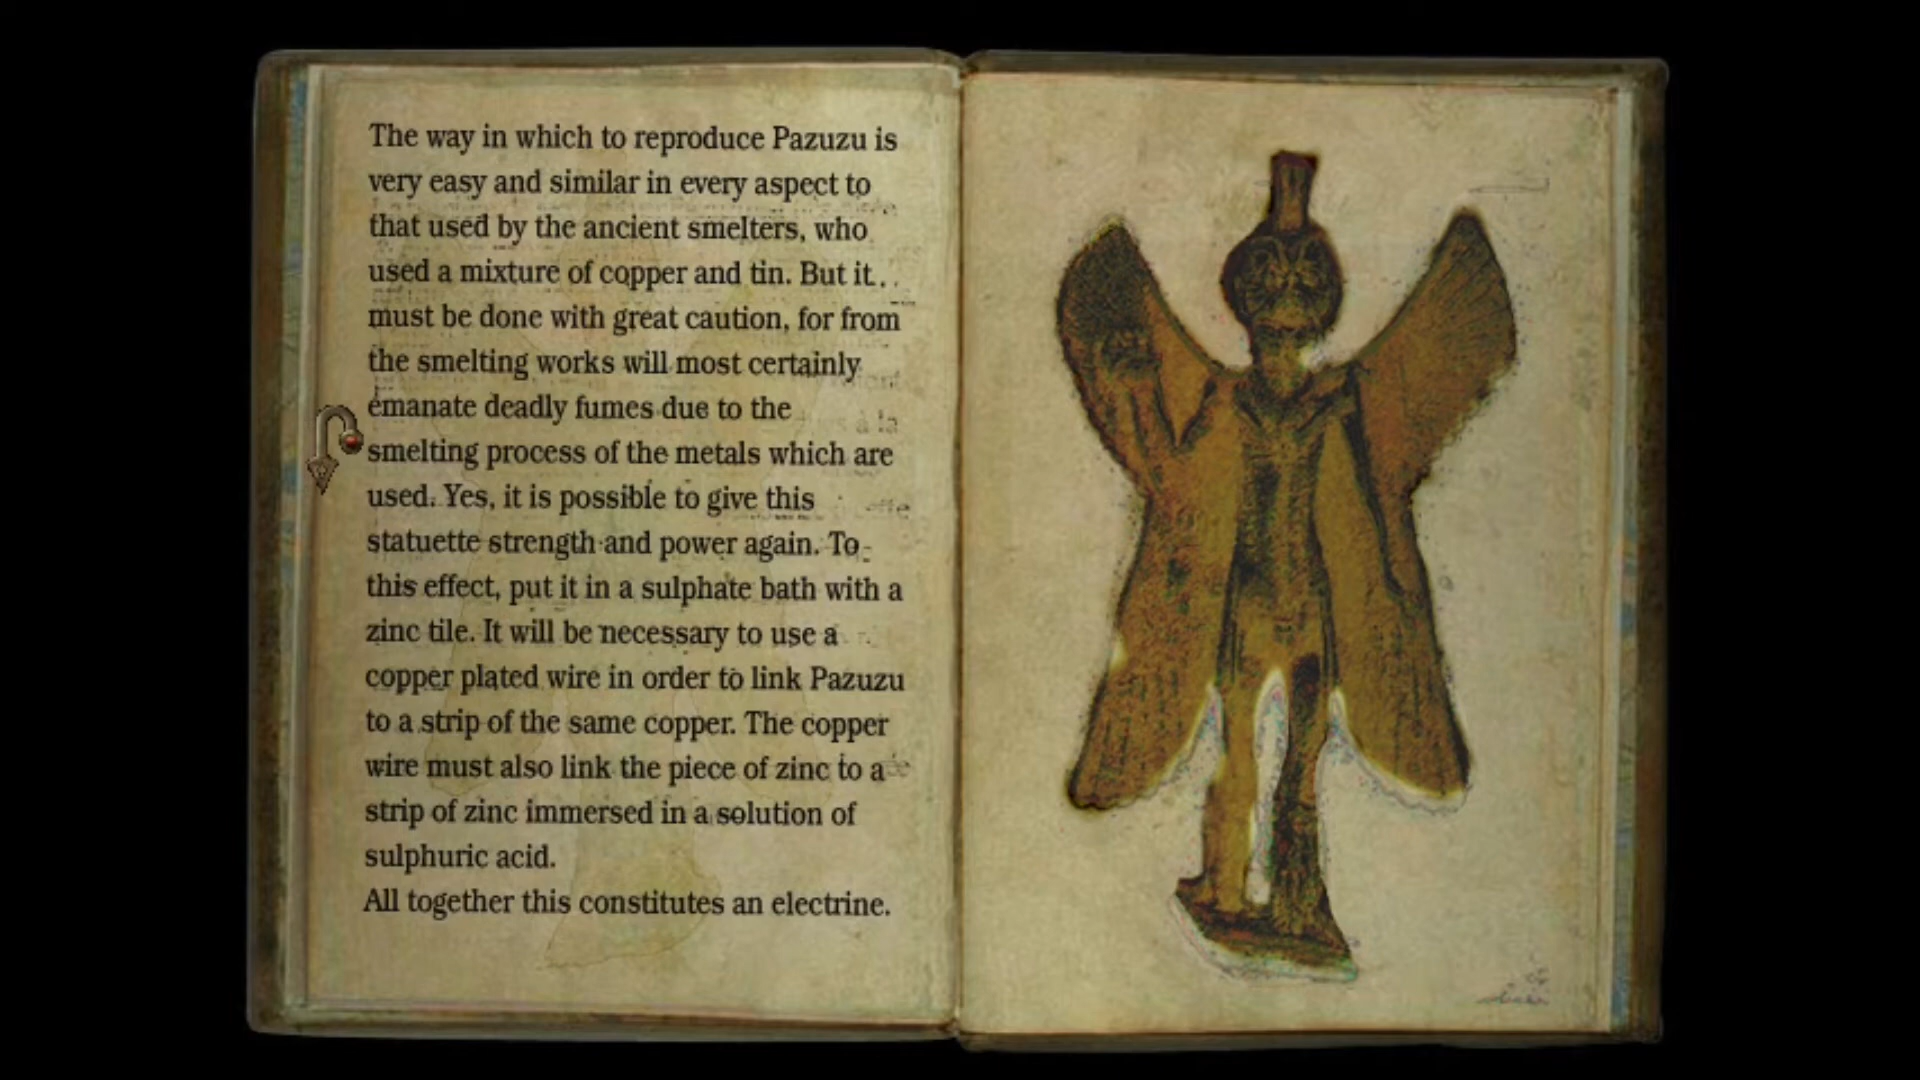 The way in which to reproduce Pazuzu is
very easy and similar in every aspect to
that used by the ancient smelters, who
used a mixture of copper and tin. But it
must be done with great caution, for from
the smelting works will most certainly
emanate deadly fumes due to the
smelting process of the metals which are
used. Yes, it is possible to give this
statuette strength and power again. To
this effect, put it in a sulphate bath with a
zinc tile. It will be necessary to use a
copper plated wire in order to link Pazuzu
to a strip of the same copper. The copper
wire must also link the piece of zinc to a
strip of zinc immersed in a solution of
sulphuric acid.
All together this constitutes an electrine.